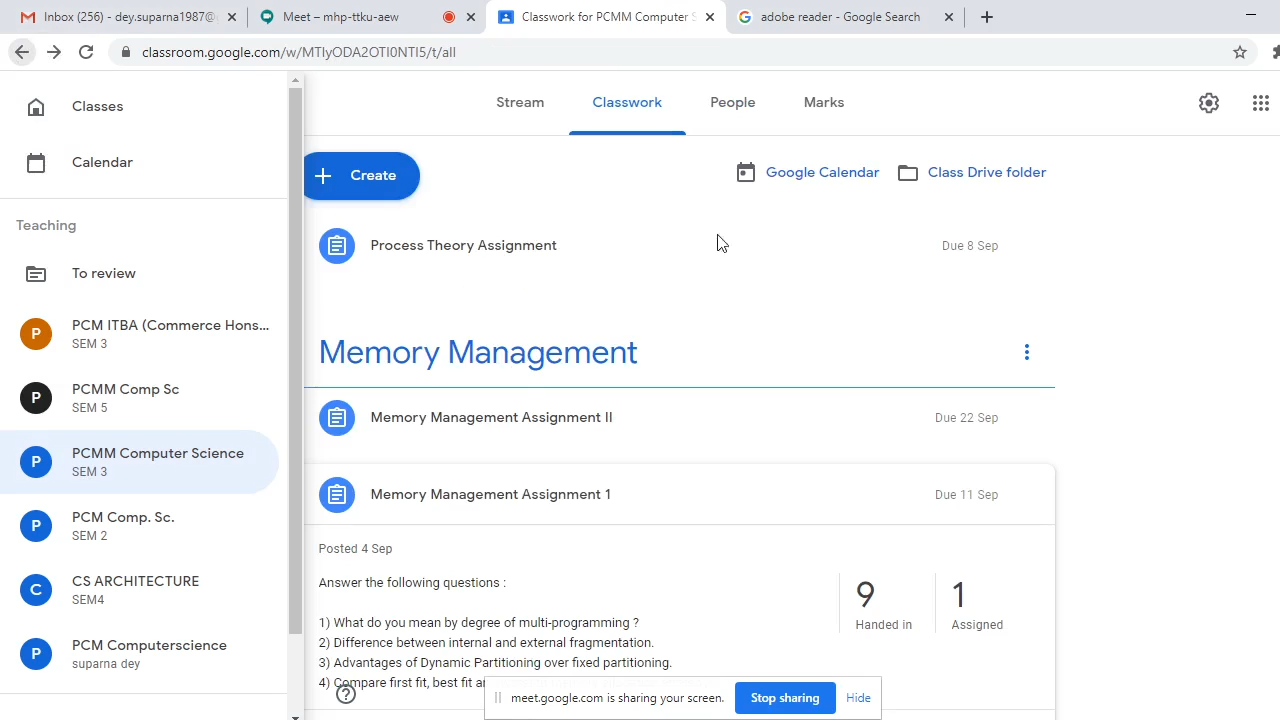 Inbox (256) - dey.suparna1987@
Meet – mhp-ttku-aew
Classwork for PCMM Computer S
adobe reader - Google Search
classroom.google.com/w/MTIyODA2OTI0NTI5/t/all
Classes
Calendar
Teaching
To review
P
PCM ITBA (Commerce Hons...
SEM 3
P
PCMM Comp Sc
SEM 5
P
PCMM Computer Science
SEM 3
P
PCM Comp. Sc.
SEM 2
C
CS ARCHITECTURE
SEM4
P
PCM Computerscience
suparna dey
Stream
Classwork
People
Marks
Create
Google Calendar
Class Drive folder
Process Theory Assignment
Due 8 Sep
Memory Management
Memory Management Assignment II
Due 22 Sep
Memory Management Assignment 1
Due 11 Sep
Posted 4 Sep
Answer the following questions :
1) What do you mean by degree of multi-programming ?
2) Difference between internal and external fragmentation.
3) Advantages of Dynamic Partitioning over fixed partitioning.
4) Compare first fit, best fit
9
Handed in
1
Assigned
meet.google.com is sharing your screen.
Stop sharing
Hide